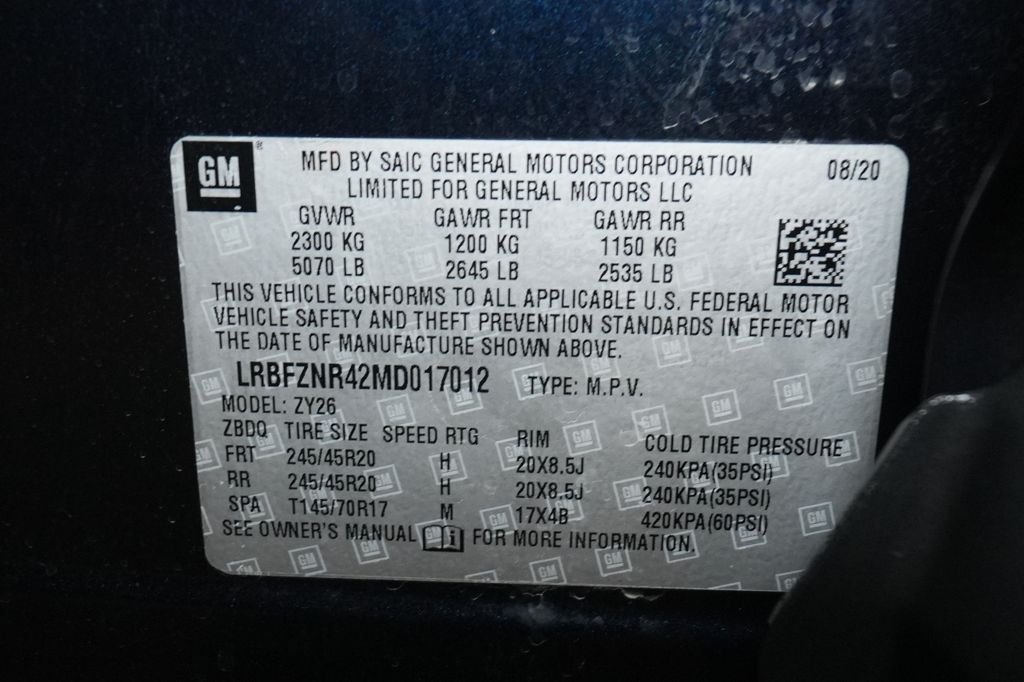 GM ®
MFD BY SAIC GENERAL MOTORS CORPORATION 08/20
LIMITED FOR GENERAL MOTORS LLC
GVWR GAWR FRT GAWR RR
2300 KG 1200 KG 1150 KG
5070 LB 2645 LB 2535 LB
THIS VEHICLE CONFORMS TO ALL APPLICABLE U.S. FEDERAL MOTOR
VEHICLE SAFETY AND THEFT PREVENTION STANDARDS IN EFFECT ON
THE DATE OF MANUFACTURE SHOWN ABOVE.
LRBFZNR42MD017012 TYPE: M.P.V.
MODEL: ZY26
ZBDQ TIRE SIZE SPEED RTG RIM COLD TIRE PRESSURE
FRT 245/45R20 H 20X8.5J 240KPA(35PSI)
RR 245/45R20 H 20X8.5J 240KPA(35PSI)
SPA T145/70R17 M 17X4B 420KPA(60PSI)
SEE OWNER'S MANUAL i FOR MORE INFORMATION.